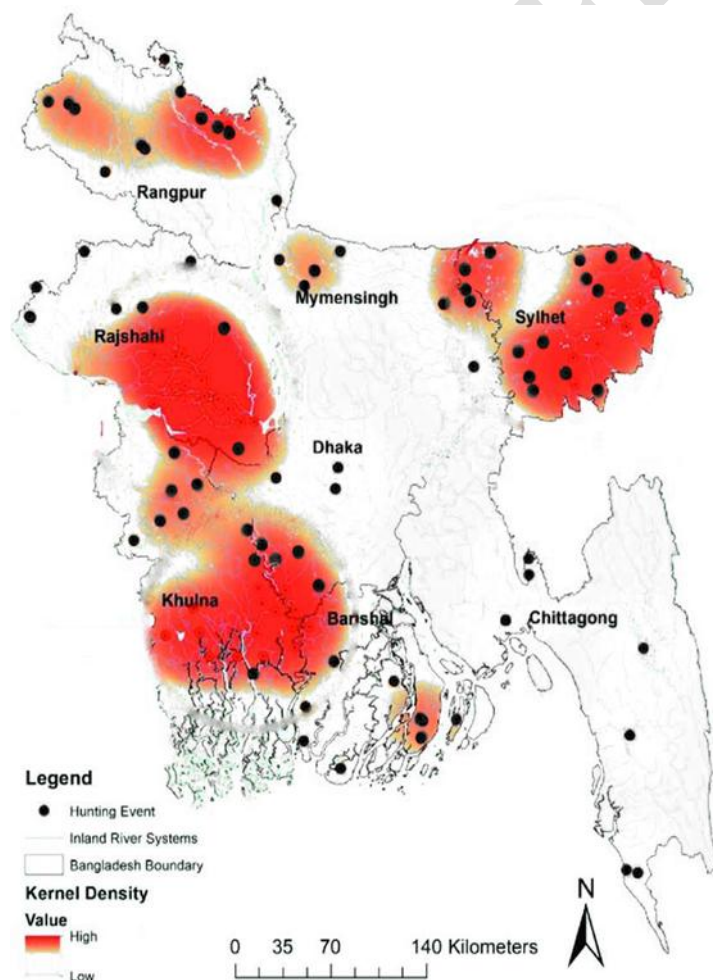 Rangpur
Mymensingh
Sylhet
Rajshahi
Dhaka
Khulna
Barishal
Chittagong
Legend
Hunting Event
Inland River Systems
Bangladesh Boundary
Kernel Density
Value
High
Low
N
0 35 70 140 Kilometers